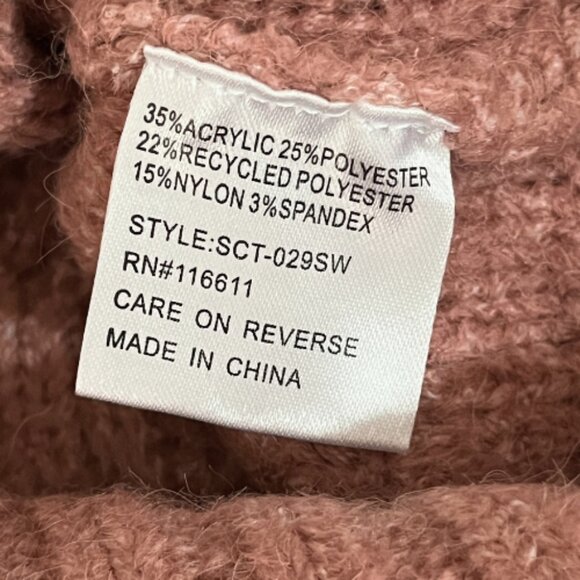 35%ACRYLIC 25%POLYESTER
22%RECYCLED POLYESTER
15%NYLON 3%SPANDEX
STYLE:SCT-029SW
RN#116611
CARE ON REVERSE
MADE IN CHINA